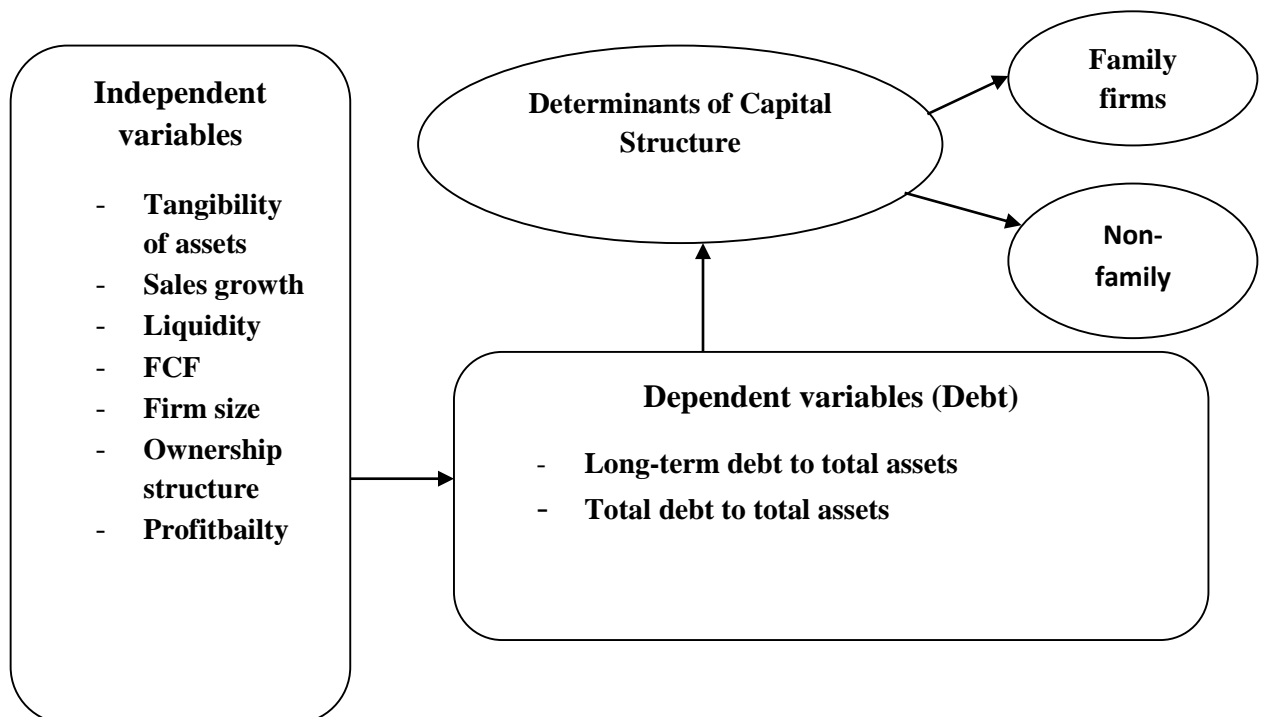 Independent
variables
- Tangibility
of assets
- Sales growth
- Liquidity
- FCF
- Firm size
- Ownership
structure
- Profitbailty
Determinants of Capital
Structure
Family
firms
Non-
family
Dependent variables (Debt)
- Long-term debt to total assets
- Total debt to total assets